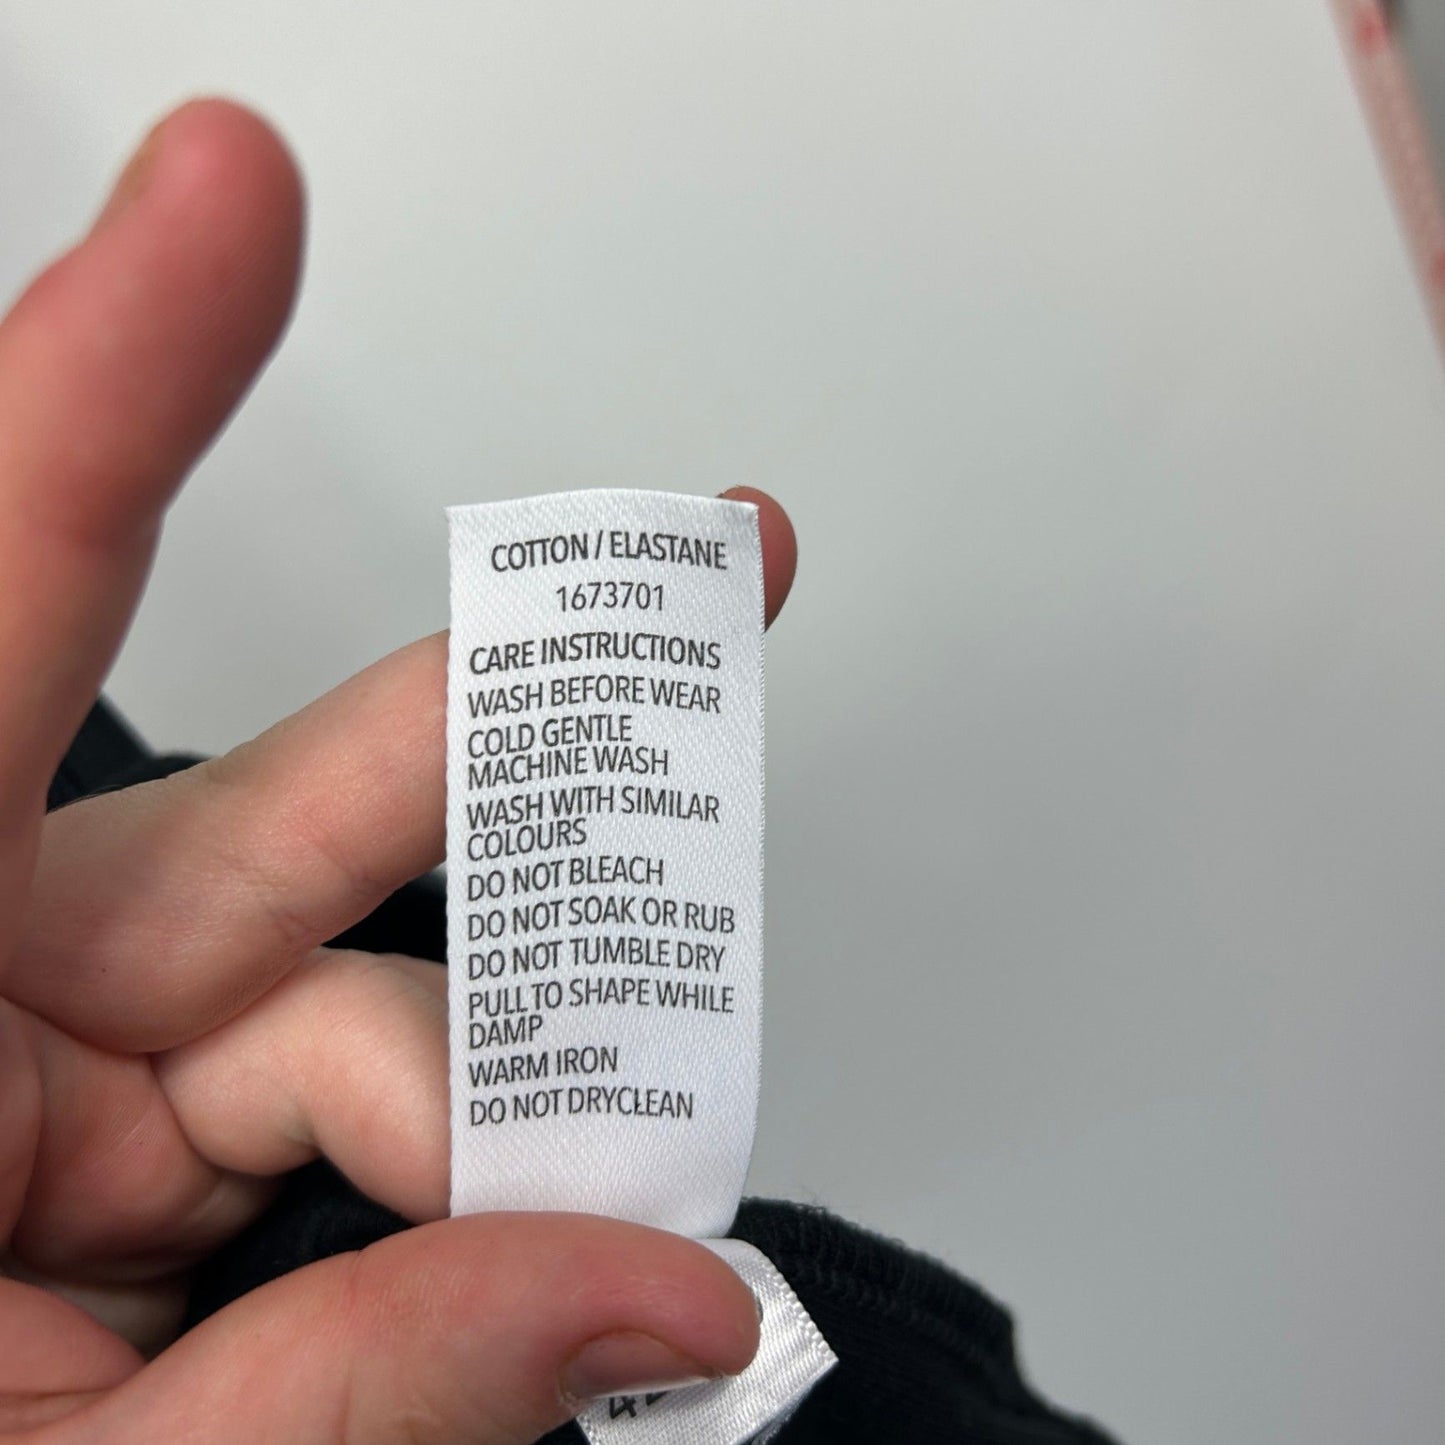 COTTON / ELASTANE
1673701
CARE INSTRUCTIONS
WASH BEFORE WEAR
COLD GENTLE
MACHINE WASH
WASH WITH SIMILAR
COLOURS
DO NOT BLEACH
DO NOT SOAK OR RUB
DO NOT TUMBLE DRY
PULL TO SHAPE WHILE
DAMP
WARM IRON
DO NOT DRYCLEAN